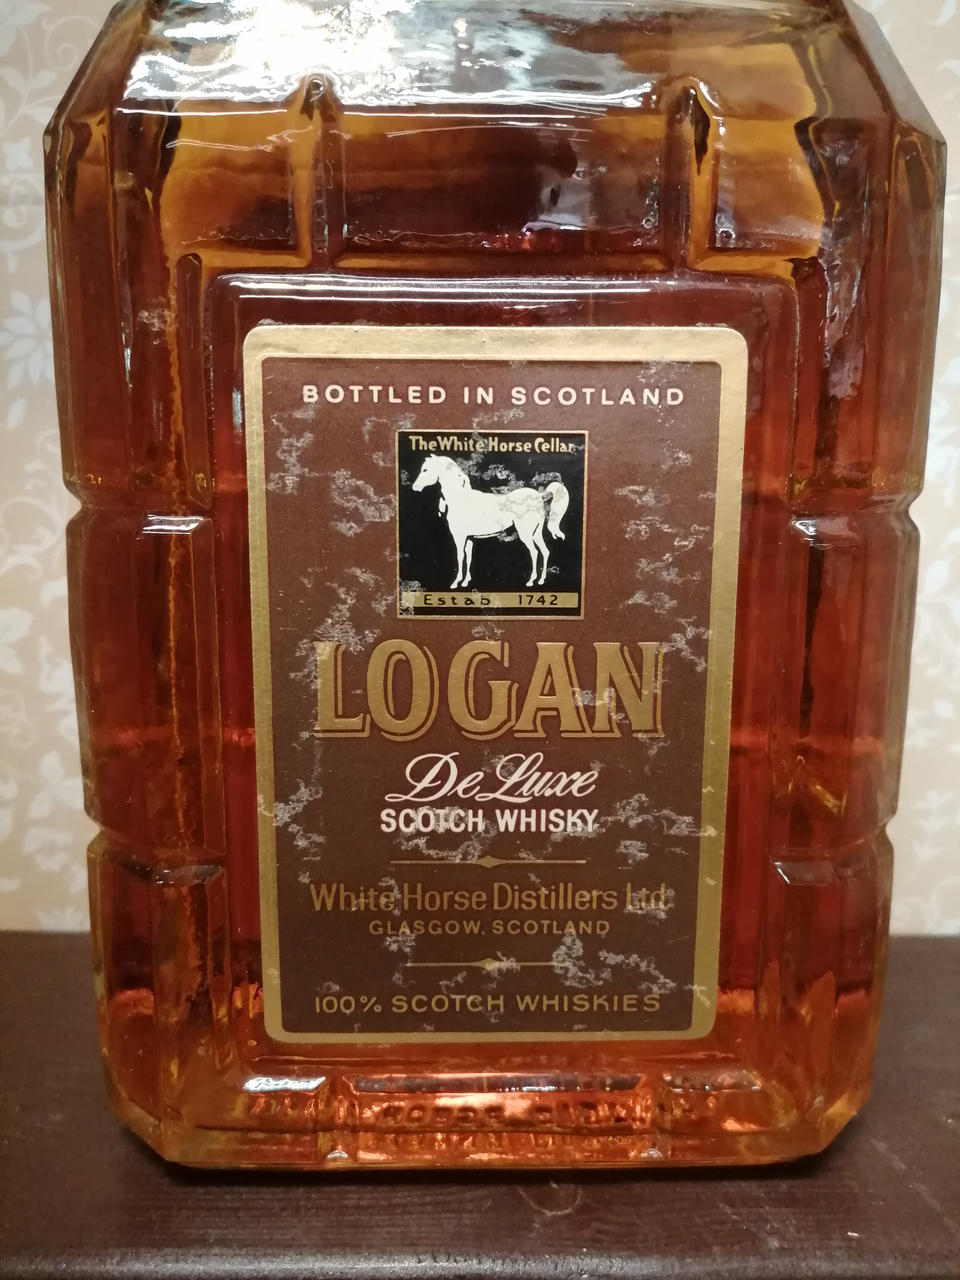 BOTTLED IN SCOTLAND
The White Horse Cellar
Estab 1742
LOGAN
De Luxe
SCOTCH WHISKY
White Horse Distillers Ltd.
GLASGOW, SCOTLAND
100% SCOTCH WHISKIES